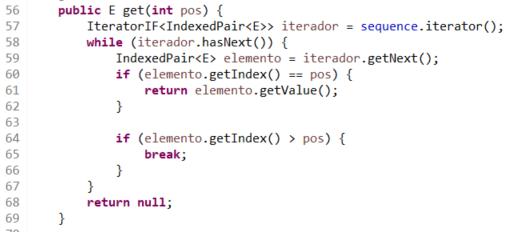 56 public E get(int pos) {
57 IteratorIF<IndexedPair<E>> iterador = sequence.iterator();
58 while (iterador.hasNext()) {
59 IndexedPair<E> elemento = iterador.getNext();
60 if (elemento.getIndex() == pos) {
61 return elemento.getValue();
62 }
63
64 if (elemento.getIndex() > pos) {
65 break;
66 }
67 }
68 return null;
69 }